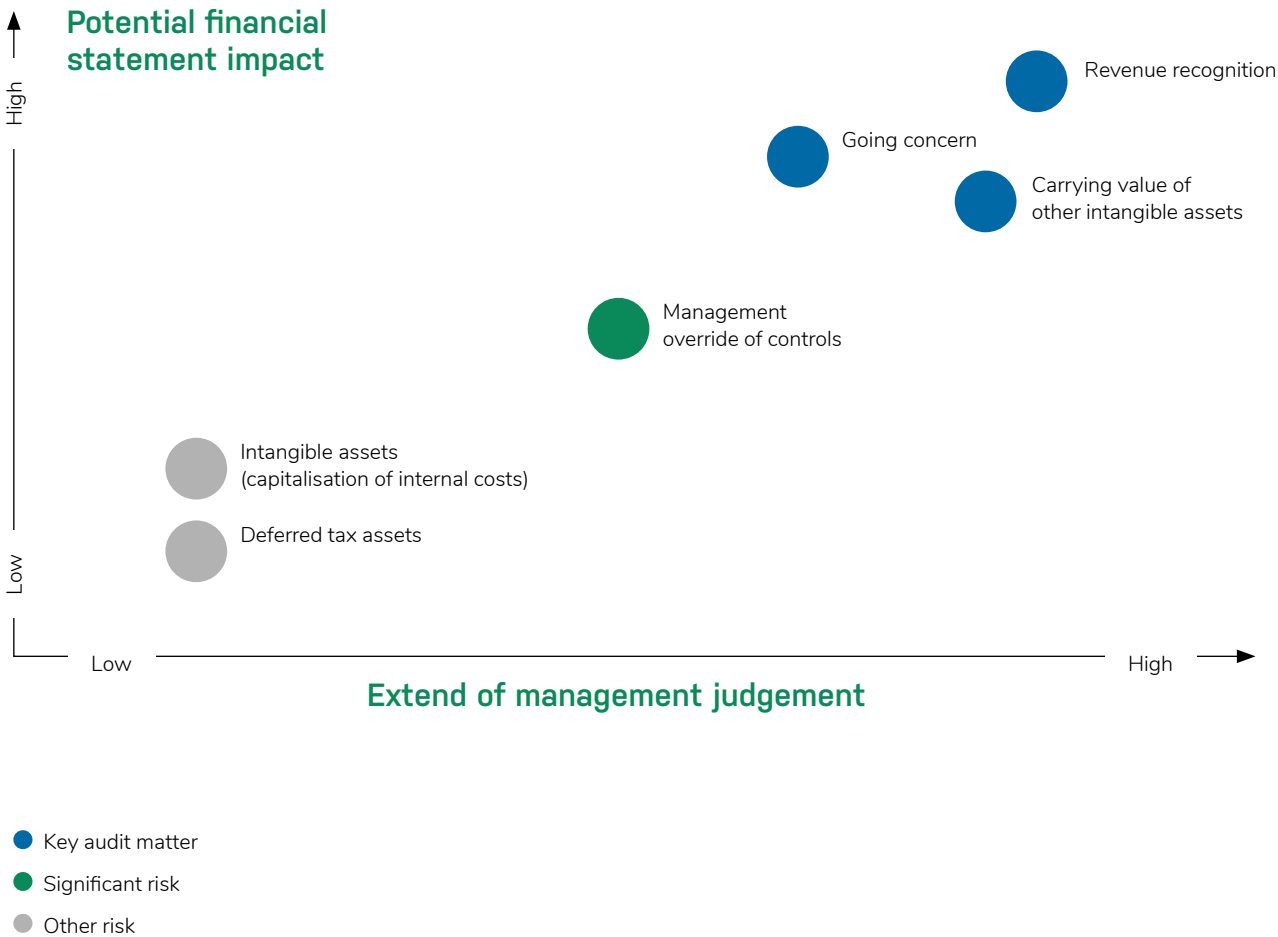 Potential financial
statement impact
High
Revenue recognition
Going concern
Carrying value of
other intangible assets
Management
override of controls
Intangible assets
(capitalisation of internal costs)
Deferred tax assets
Low
Low
High
Extend of management judgement
Key audit matter
Significant risk
Other risk